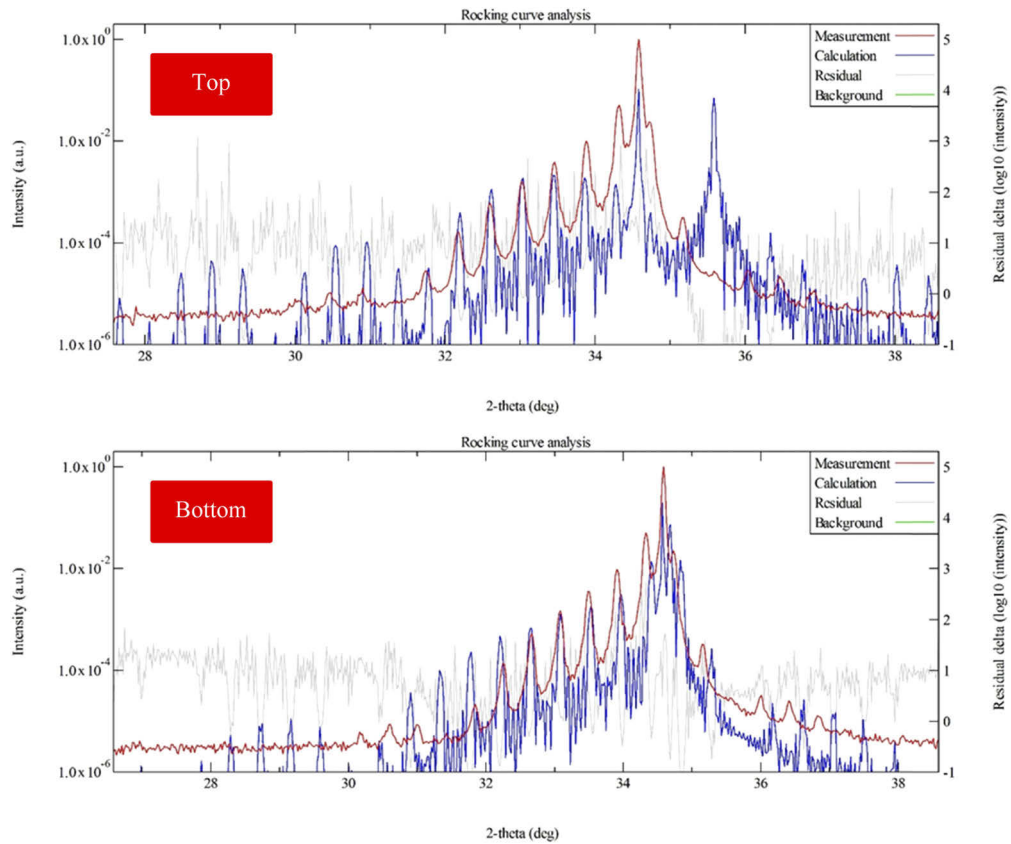 Rocking curve analysis
Top
Measurement
Calculation
Residual
Background
1.0 x 10⁰
1.0 x 10⁻²
1.0 x 10⁻⁴
1.0 x 10⁻⁶
Intensity (a.u.)
5
4
3
2
1
0
-1
Residual delta (log10 (intensity))
28 30 32 34 36 38
2-theta (deg)
Rocking curve analysis
Bottom
Measurement
Calculation
Residual
Background
1.0 x 10⁰
1.0 x 10⁻²
1.0 x 10⁻⁴
1.0 x 10⁻⁶
Intensity (a.u.)
5
4
3
2
1
0
-1
Residual delta (log10 (intensity))
28 30 32 34 36 38
2-theta (deg)